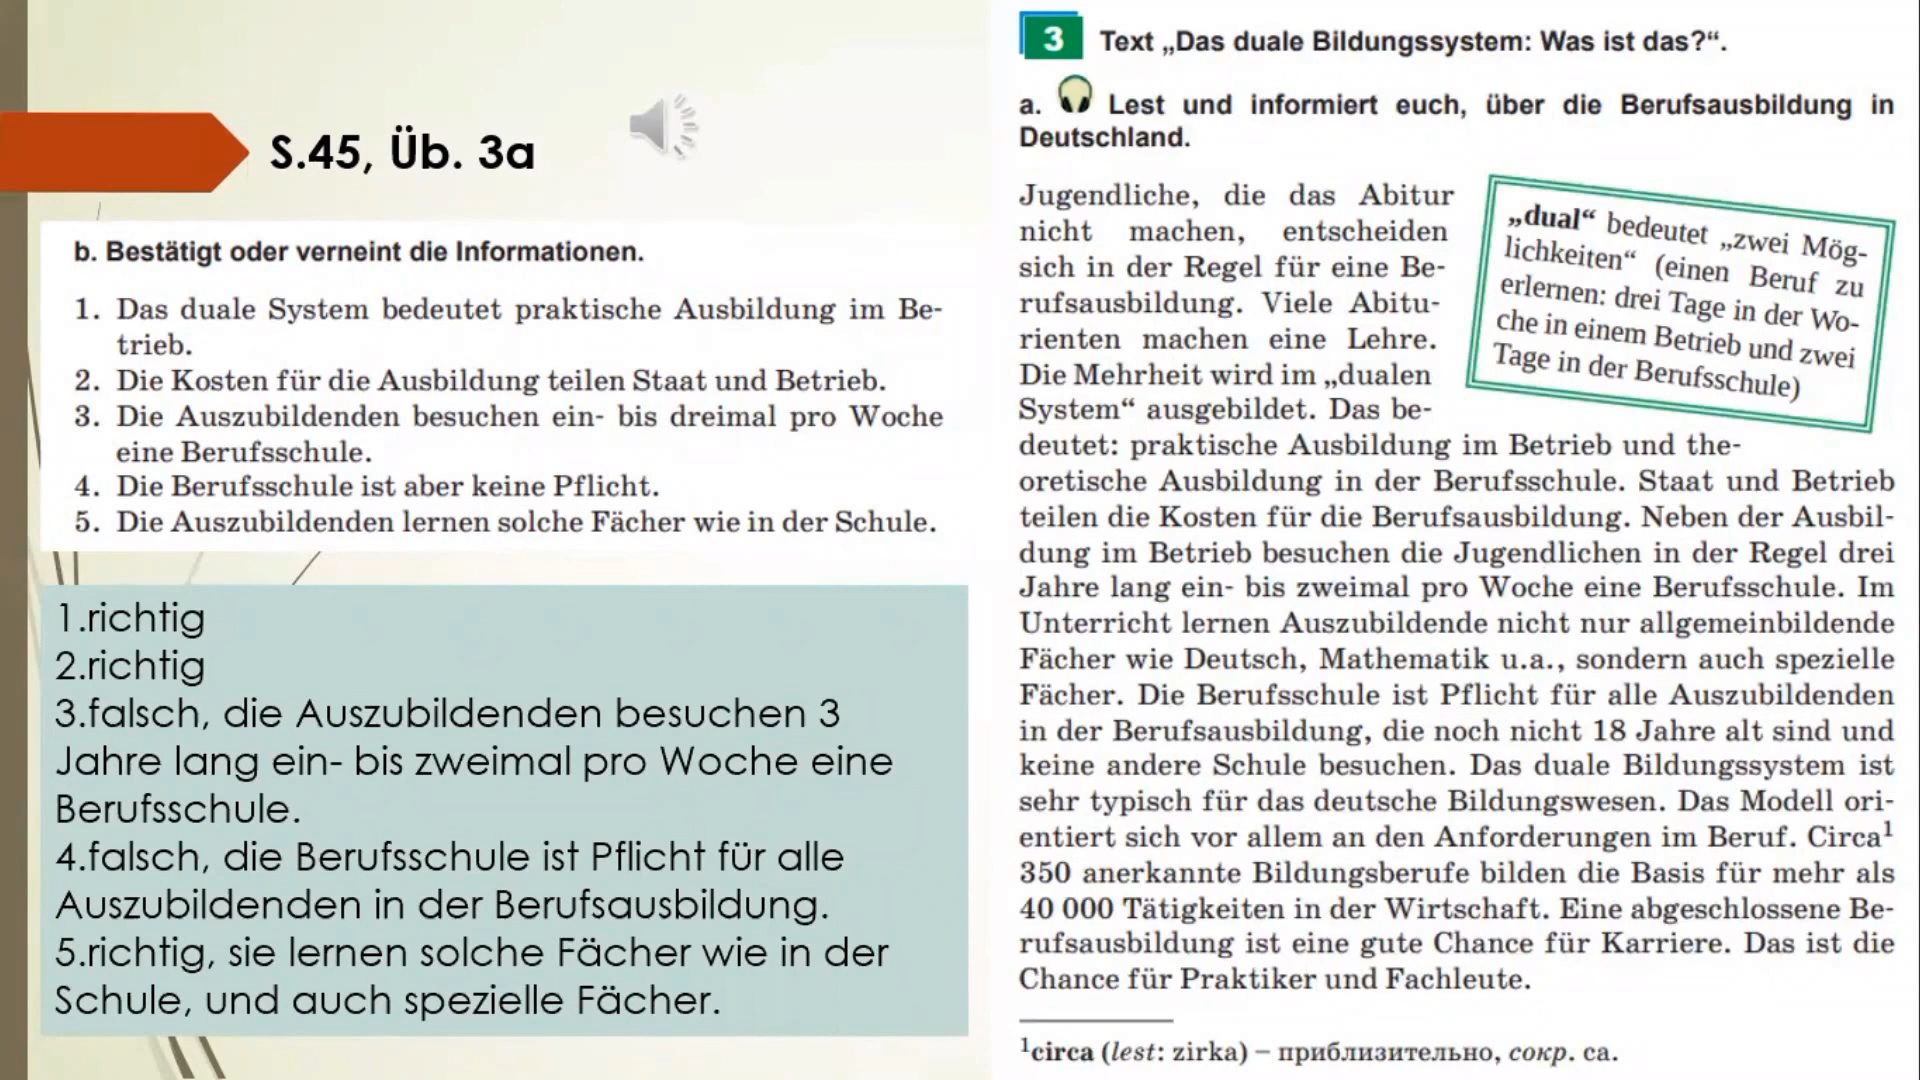 S.45, Üb. 3a
b. Bestätigt oder verneint die Informationen.
1. Das duale System bedeutet praktische Ausbildung im Be-
trieb.
2. Die Kosten für die Ausbildung teilen Staat und Betrieb.
3. Die Auszubildenden besuchen ein- bis dreimal pro Woche
eine Berufsschule.
4. Die Berufsschule ist aber keine Pflicht.
5. Die Auszubildenden lernen solche Fächer wie in der Schule.
1.richtig
2.richtig
3.falsch, die Auszubildenden besuchen 3
Jahre lang ein- bis zweimal pro Woche eine
Berufsschule.
4.falsch, die Berufsschule ist Pflicht für alle
Auszubildenden in der Berufsausbildung.
5.richtig, sie lernen solche Fächer wie in der
Schule, und auch spezielle Fächer.
3 Text „Das duale Bildungssystem: Was ist das?“.
a. Lest und informiert euch, über die Berufsausbildung in
Deutschland.
Jugendliche, die das Abitur
nicht machen, entscheiden
sich in der Regel für eine Be-
rufsausbildung. Viele Abitu-
rienten machen eine Lehre.
Die Mehrheit wird im „dualen
System“ ausgebildet. Das be-
deutet: praktische Ausbildung im Betrieb und the-
oretische Ausbildung in der Berufsschule. Staat und Betrieb
teilen die Kosten für die Berufsausbildung. Neben der Ausbil-
dung im Betrieb besuchen die Jugendlichen in der Regel drei
Jahre lang ein- bis zweimal pro Woche eine Berufsschule. Im
Unterricht lernen Auszubildende nicht nur allgemeinbildende
Fächer wie Deutsch, Mathematik u.a., sondern auch spezielle
Fächer. Die Berufsschule ist Pflicht für alle Auszubildenden
in der Berufsausbildung, die noch nicht 18 Jahre alt sind und
keine andere Schule besuchen. Das duale Bildungssystem ist
sehr typisch für das deutsche Bildungswesen. Das Modell ori-
entiert sich vor allem an den Anforderungen im Beruf. Circa¹
350 anerkannte Bildungsberufe bilden die Basis für mehr als
40 000 Tätigkeiten in der Wirtschaft. Eine abgeschlossene Be-
rufsausbildung ist eine gute Chance für Karriere. Das ist die
Chance für Praktiker und Fachleute.
„dual“ bedeutet „zwei Mög-
lichkeiten“ (einen Beruf zu
erlernen: drei Tage in der Wo-
che in einem Betrieb und zwei
Tage in der Berufsschule)
¹circa (lest: zirka) – приблизительно, сокр. ca.